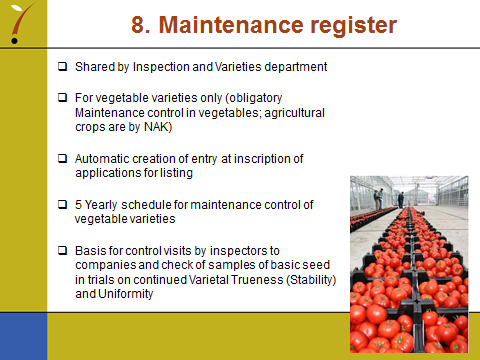 8. Maintenance register
❑ Shared by Inspection and Varieties department
❑ For vegetable varieties only (obligatory
Maintenance control in vegetables; agricultural
crops are by NAK)
❑ Automatic creation of entry at inscription of
applications for listing
❑ 5 Yearly schedule for maintenance control of
vegetable varieties
❑ Basis for control visits by inspectors to
companies and check of samples of basic seed
in trials on continued Varietal Trueness (Stability)
and Uniformity